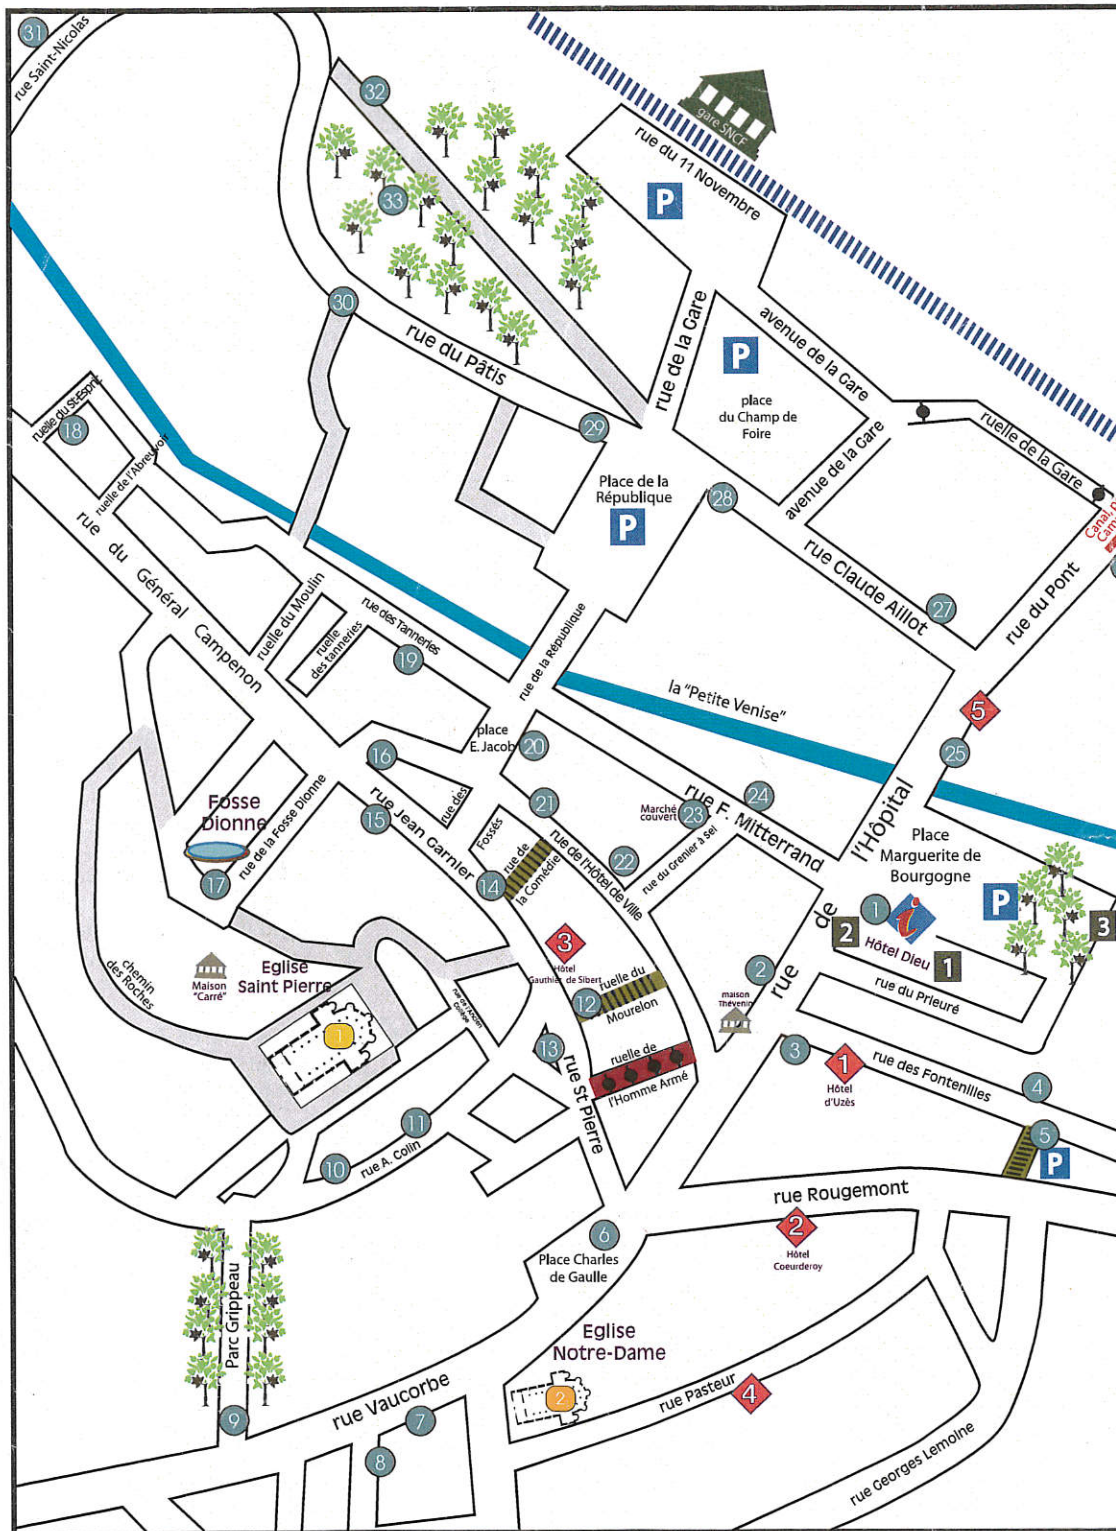 31
rue Saint-Nicolas
32
33
gare SNCF
rue du 11 Novembre
P
30
rue du Pâtis
rue de la Gare
avenue de la Gare
P
place
du Champ de
Foire
avenue de la Gare
ruelle de la Gare
29
Place de la
République
P
28
ruelle du St-Esprit
18
ruelle de l'Abreuvoir
rue du Général Campenon
rue Claude Aillot
27
rue du Pont
ruelle du Moulin
ruelle
des tanneries
rue des Tanneries
19
rue de la République
la "Petite Venise"
5
25
place
E. Jacob
20
16
rue des
Fossés
21
15
rue Jean Garnier
Fosse
Dionne
rue de la Fosse Dionne
17
14
rue de
la Comédie
rue de l'Hôtel de Ville
22
Marché
couvert
23
24
rue F. Mitterrand
rue du Grenier à Sel
rue de l'Hôpital
Place
Marguerite de
Bourgogne
1
i
P
2
Hôtel Dieu
1
3
rue du Prieuré
3
Hôtel
Gauthier de Sibert
chemin
des Roches
Maison
"Carré"
Eglise
Saint Pierre
1
rue de l'Ancien
Collège
12
ruelle du
Mourelon
2
maison
Thévenin
13
rue St Pierre
ruelle de
l'Homme Armé
3
1
Hôtel
d'Uzès
rue des Fontenilles
4
5
P
11
10
rue A. Colin
rue Rougemont
2
Hôtel
Coeurderoy
6
Place Charles
de Gaulle
Parc Grippeau
Eglise
Notre-Dame
2
rue Pasteur
4
9
rue Vaucorbe
7
8
rue Georges Lemoine